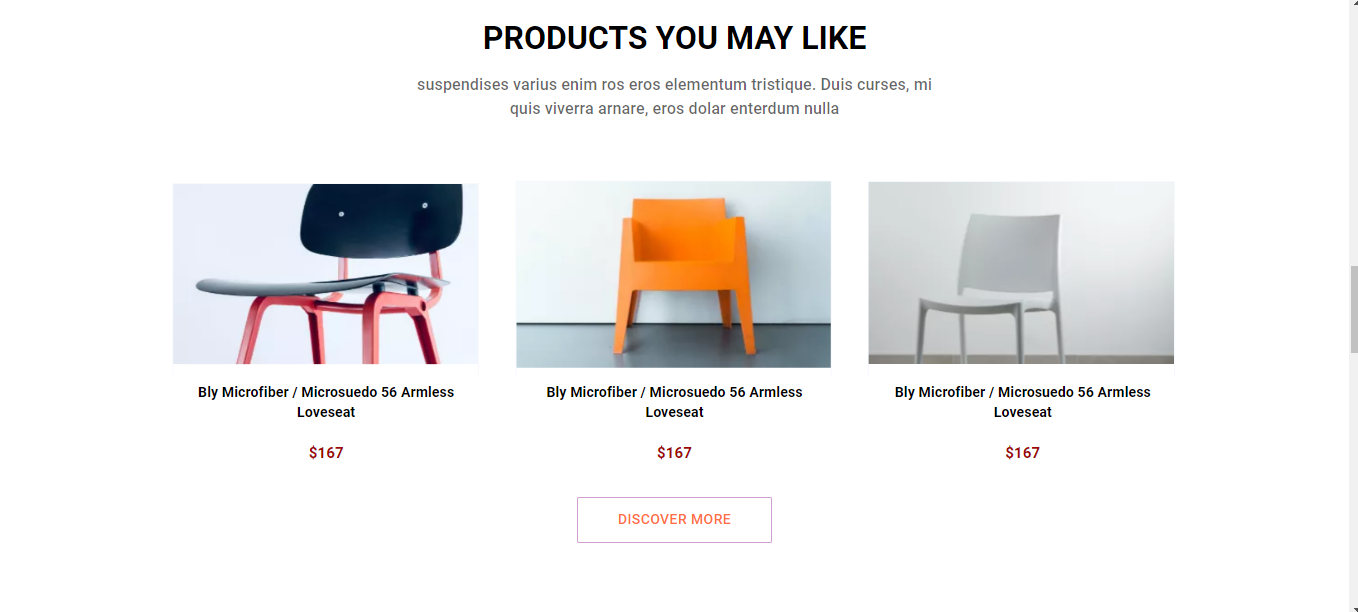 PRODUCTS YOU MAY LIKE
suspendises varius enim ros eros elementum tristique. Duis curses, mi
quis viverra arnare, eros dolar enterdum nulla
Bly Microfiber / Microsuedo 56 Armless
Loveseat
$167
Bly Microfiber / Microsuedo 56 Armless
Loveseat
$167
Bly Microfiber / Microsuedo 56 Armless
Loveseat
$167
DISCOVER MORE